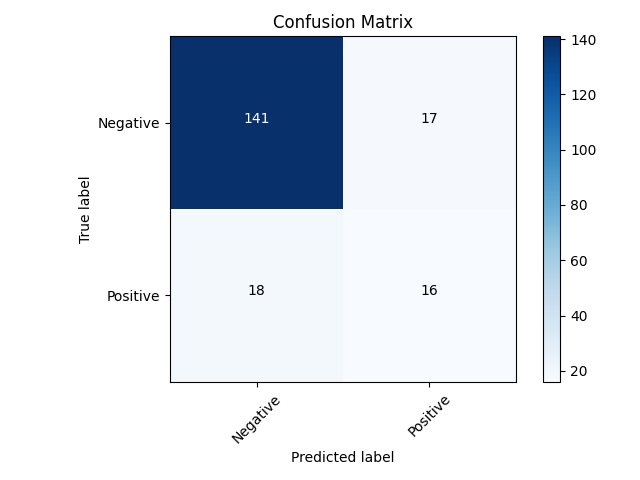 Confusion Matrix
True label
Negative
141
17
Positive
18
16
Negative
Positive
Predicted label
140
120
100
80
60
40
20